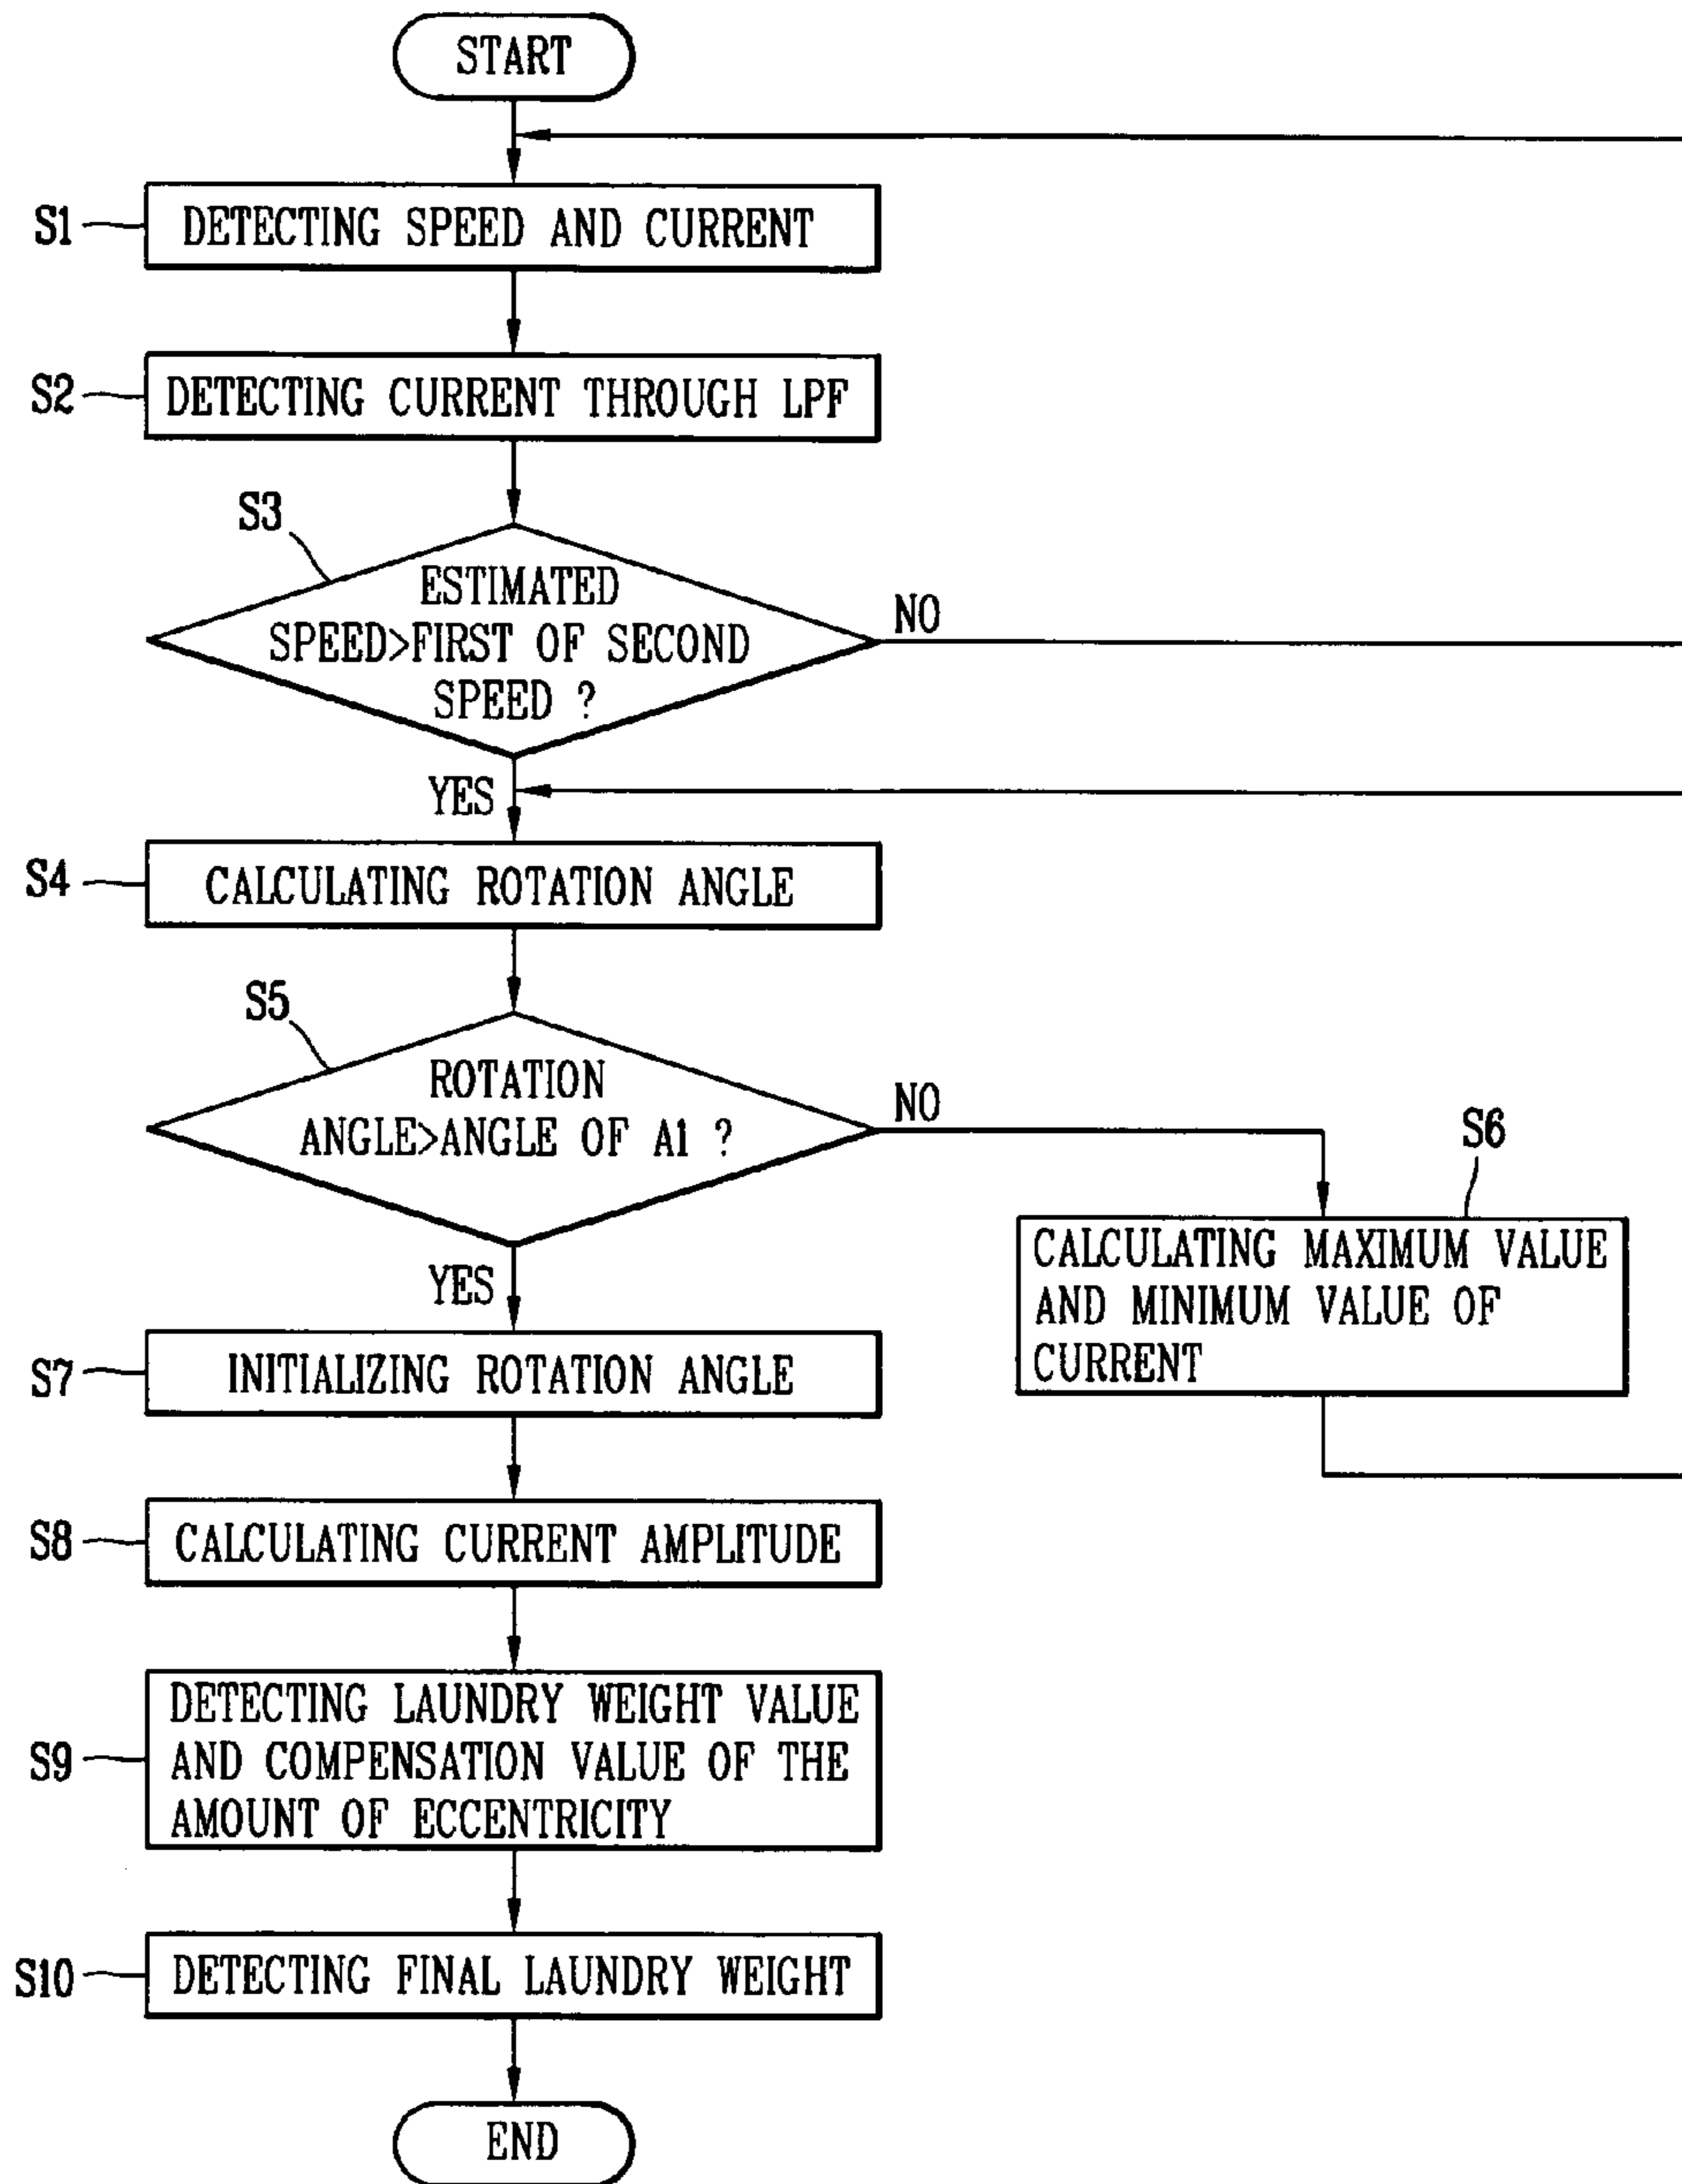 START
S1
DETECTING SPEED AND CURRENT
S2
DETECTING CURRENT THROUGH LPF
S3
ESTIMATED
SPEED>FIRST OF SECOND
SPEED ?
NO
YES
S4
CALCULATING ROTATION ANGLE
S5
ROTATION
ANGLE>ANGLE OF A1 ?
NO
S6
CALCULATING MAXIMUM VALUE
AND MINIMUM VALUE OF
CURRENT
YES
S7
INITIALIZING ROTATION ANGLE
S8
CALCULATING CURRENT AMPLITUDE
S9
DETECTING LAUNDRY WEIGHT VALUE
AND COMPENSATION VALUE OF THE
AMOUNT OF ECCENTRICITY
S10
DETECTING FINAL LAUNDRY WEIGHT
END